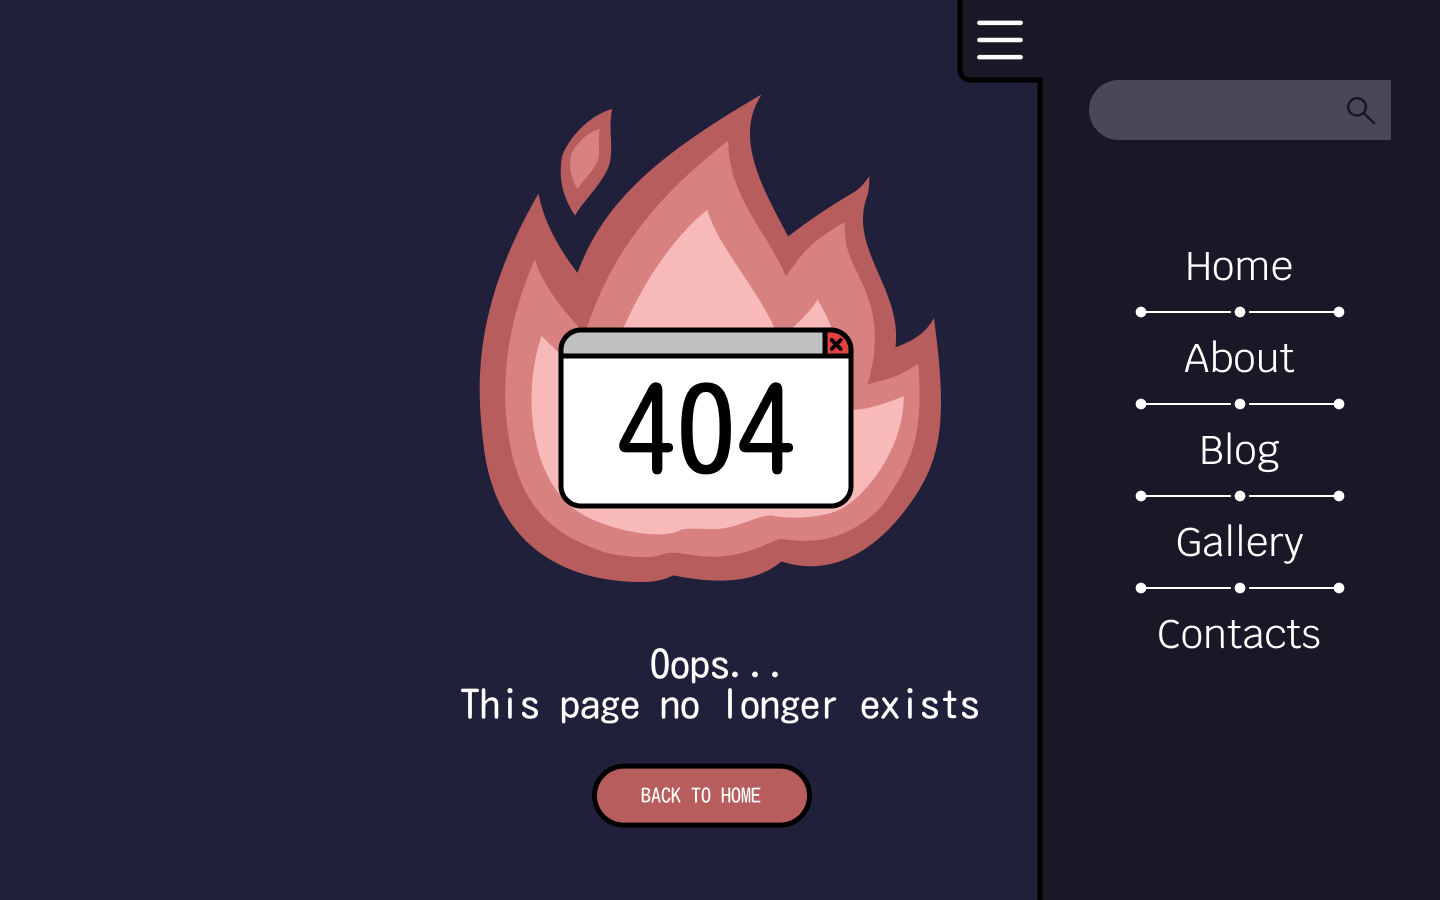 404
Oops...
This page no longer exists
BACK TO HOME
Home
About
Blog
Gallery
Contacts